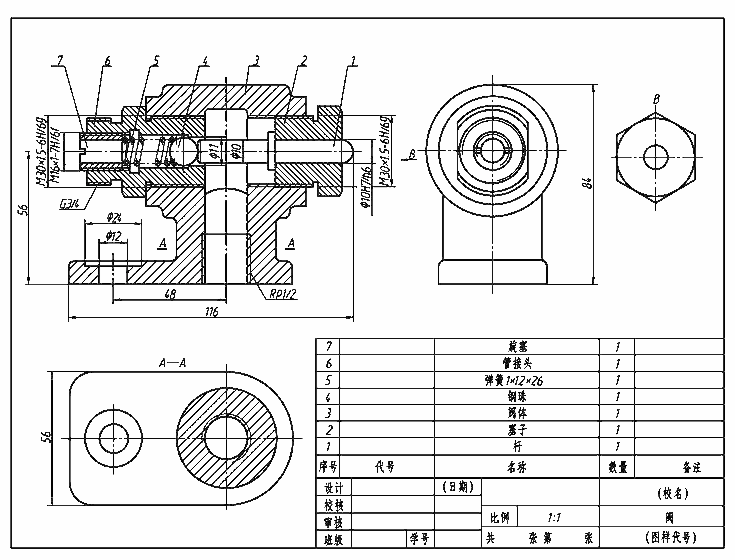 7 6 5 4 3 2 1
B
B
M30×1.5-6H/6g
M16×1-7H/6f
Φ11
Φ10
Φ10H7/h6
M30×1.5-6H/6g
84
56
G3/4
Φ24
Φ12
A
A
48
RP1/2
116
A—A
56
7 旋塞 1
6 管接头 1
5 弹簧1×12×26 1
4 钢珠 1
3 阀体 1
2 塞子 1
1 杆 1
序号 代号 名称 数量 备注
设计 (日期) (校名)
校核
比例 1:1 阀
审核
班级 学号 共 张 第 张 (图样代号)